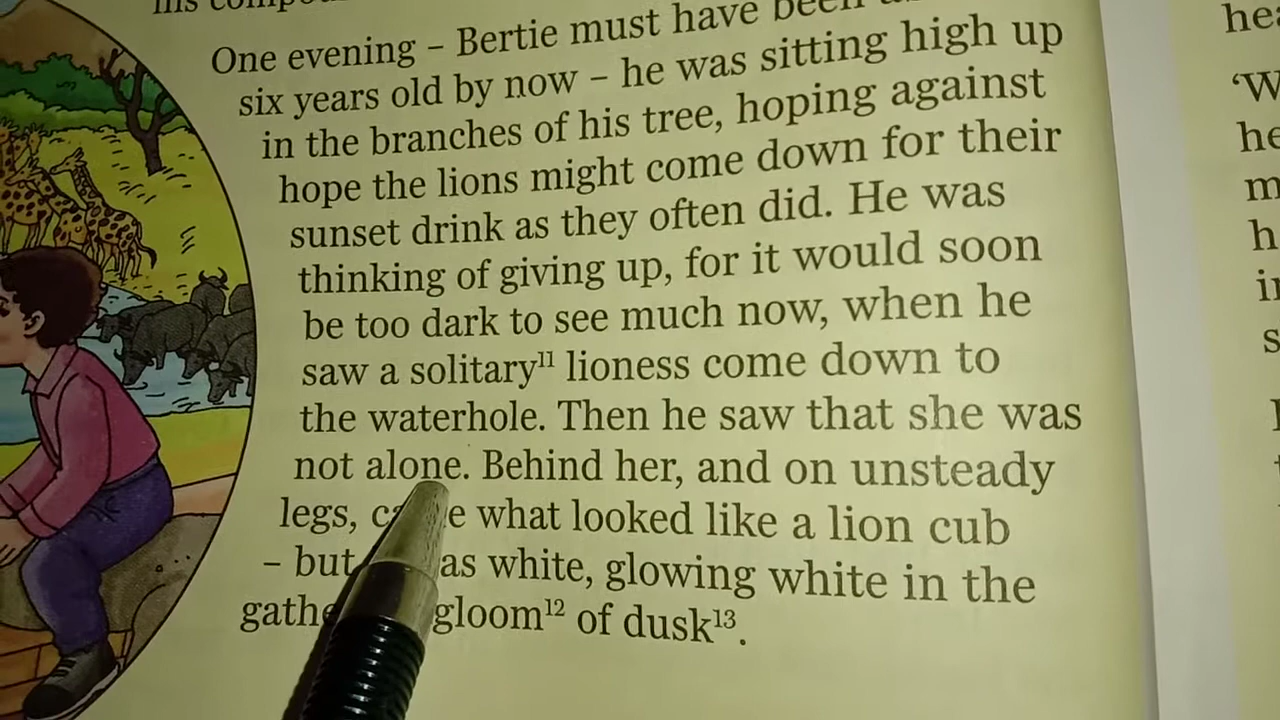 his
One evening – Bertie must have been
six years old by now – he was sitting high up
in the branches of his tree, hoping against
hope the lions might come down for their
sunset drink as they often did. He was
thinking of giving up, for it would soon
be too dark to see much now, when he
saw a solitary¹¹ lioness come down to
the waterhole. Then he saw that she was
not alone. Behind her, and on unsteady
legs, what looked like a lion cub
– but white, glowing white in the
gloom¹² of dusk¹³.